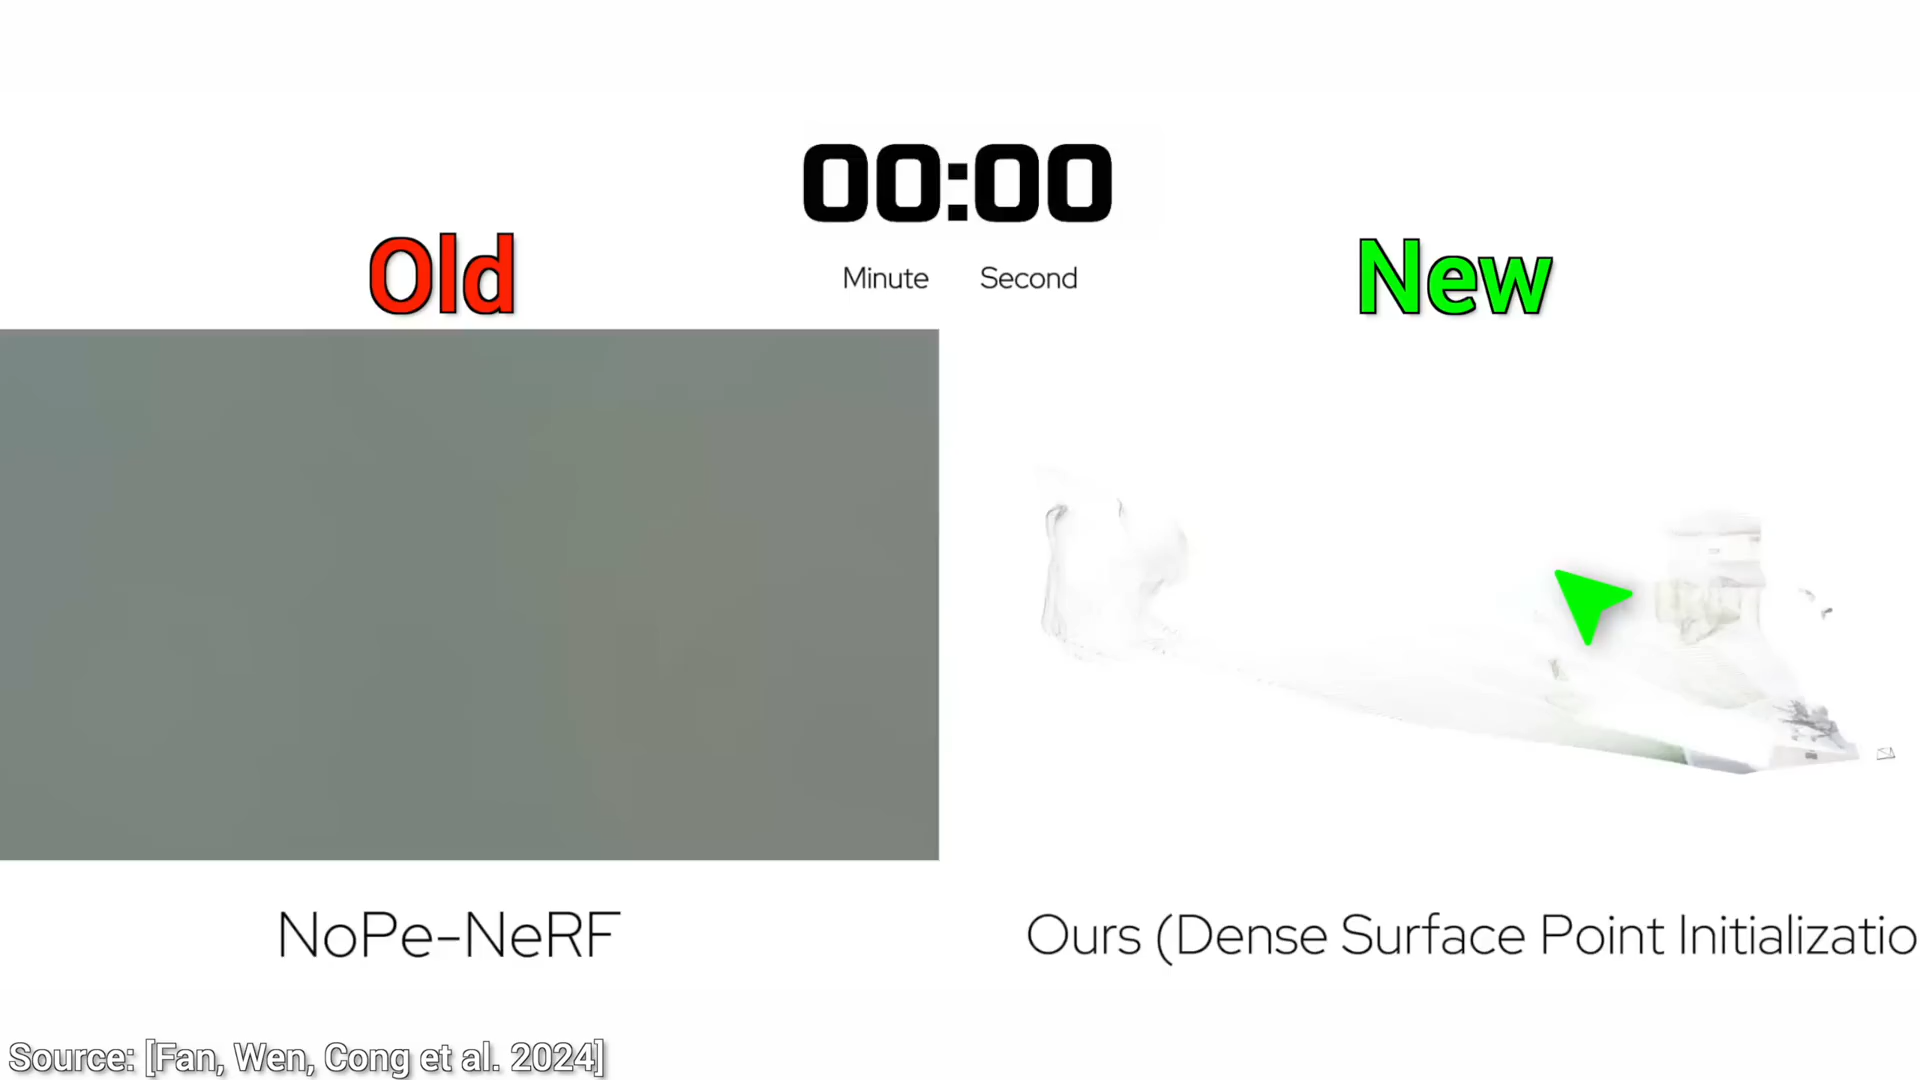 00:00
Minute Second
Old
New
NoPe-NeRF
Ours (Dense Surface Point Initializatio
Source: [Fan, Wen, Cong et al. 2024]